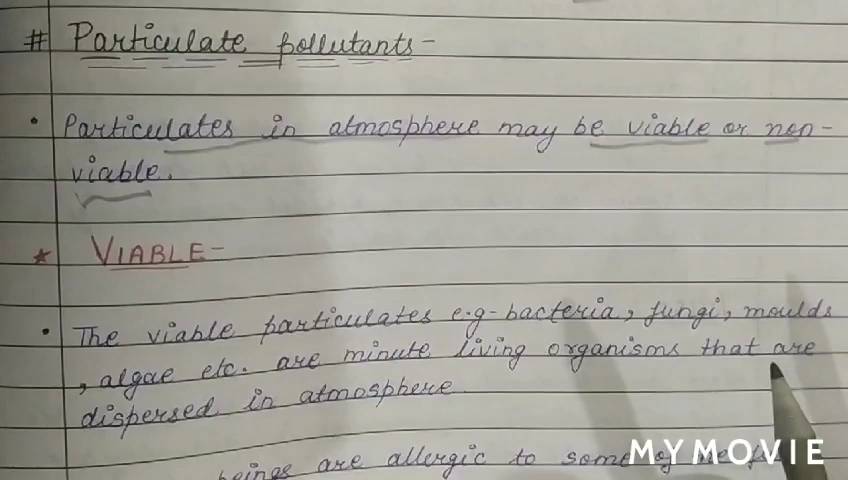 # Particulate pollutants-
• Particulates in atmosphere may be viable or non-
viable.
* VIABLE-
• The viable particulates e.g-bacteria, fungi, moulds
, algae etc. are minute living organisms that are
dispersed in atmosphere.
beings are allergic to some of
MYMOVIE